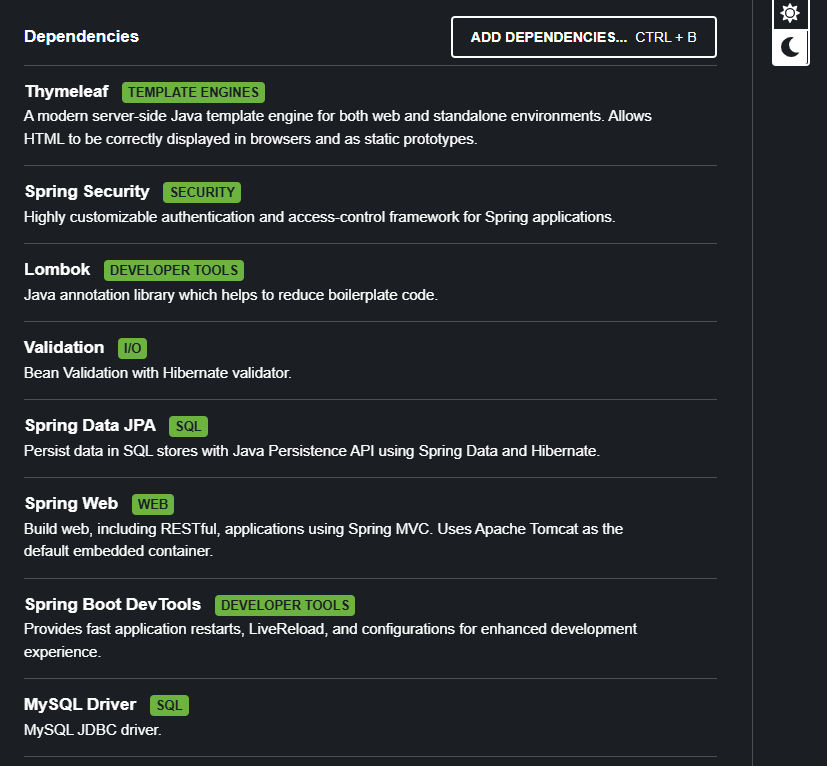 Dependencies
ADD DEPENDENCIES... CTRL + B
Thymeleaf TEMPLATE ENGINES
A modern server-side Java template engine for both web and standalone environments. Allows
HTML to be correctly displayed in browsers and as static prototypes.
Spring Security SECURITY
Highly customizable authentication and access-control framework for Spring applications.
Lombok DEVELOPER TOOLS
Java annotation library which helps to reduce boilerplate code.
Validation I/O
Bean Validation with Hibernate validator.
Spring Data JPA SQL
Persist data in SQL stores with Java Persistence API using Spring Data and Hibernate.
Spring Web WEB
Build web, including RESTful, applications using Spring MVC. Uses Apache Tomcat as the
default embedded container.
Spring Boot DevTools DEVELOPER TOOLS
Provides fast application restarts, LiveReload, and configurations for enhanced development
experience.
MySQL Driver SQL
MySQL JDBC driver.